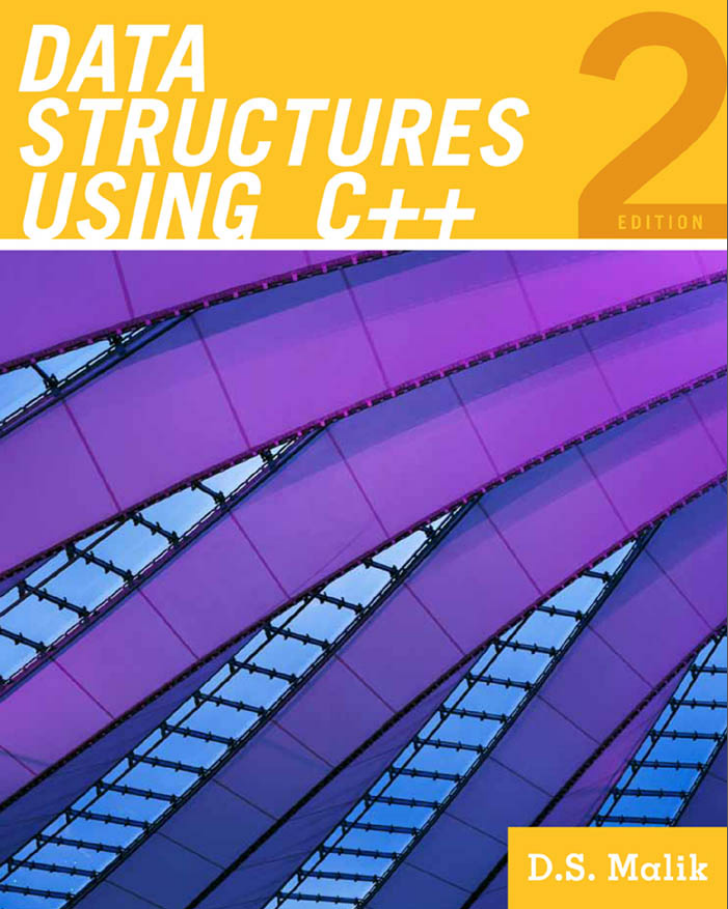 DATA
STRUCTURES
USING C++
2
EDITION
D.S. Malik